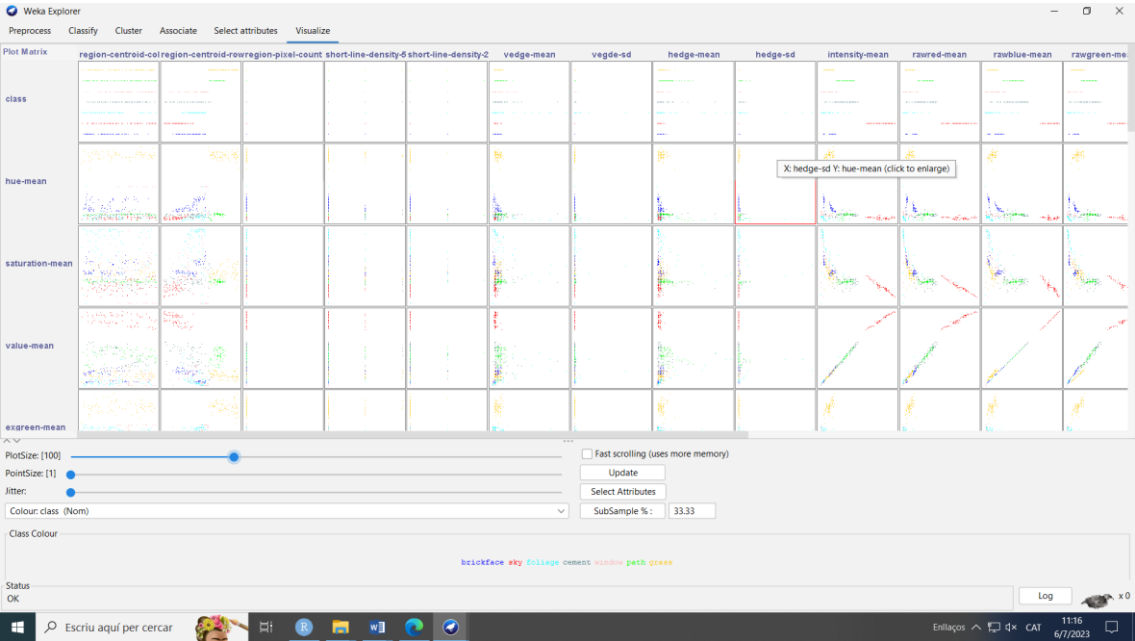 Weka Explorer
Preprocess Classify Cluster Associate Select attributes Visualize
Plot Matrix region-centroid-col region-centroid-row region-pixel-count short-line-density-5 short-line-density-2 vedge-mean vegde-sd hedge-mean hedge-sd intensity-mean rawred-mean rawblue-mean rawgreen-me
class
hue-mean
X: hedge-sd Y: hue-mean (click to enlarge)
saturation-mean
value-mean
exgreen-mean
PlotSize: [100]
Fast scrolling (uses more memory)
PointSize: [1]
Update
Jitter:
Select Attributes
Colour: class (Nom)
SubSample % : 33.33
Class Colour
brickface sky foliage cement window path grass
Status
OK
Log x 0
Escriu aquí per cercar
R
W
Enllaços CAT 11:16
6/7/2023